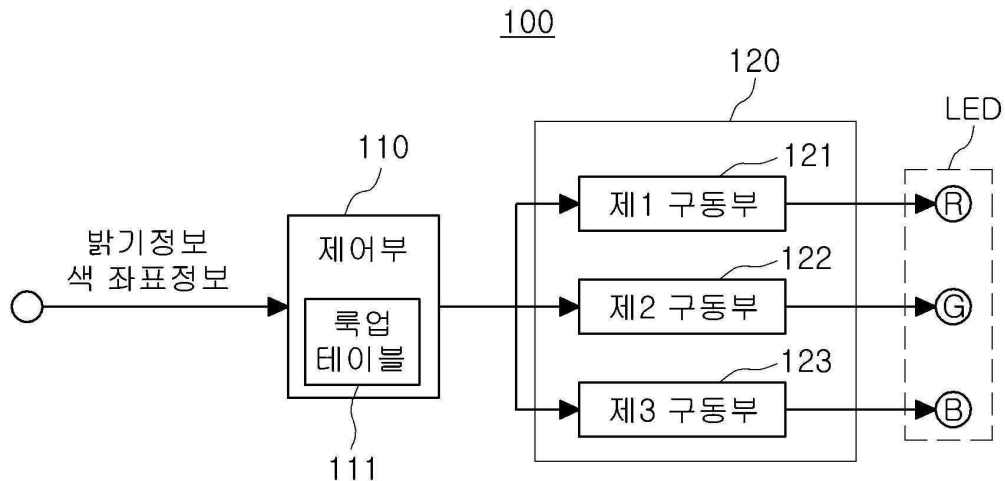 100
120
LED
110
121
제1 구동부
R
밝기정보
색 좌표정보
제어부
122
룩업
테이블
제2 구동부
G
123
제3 구동부
B
111